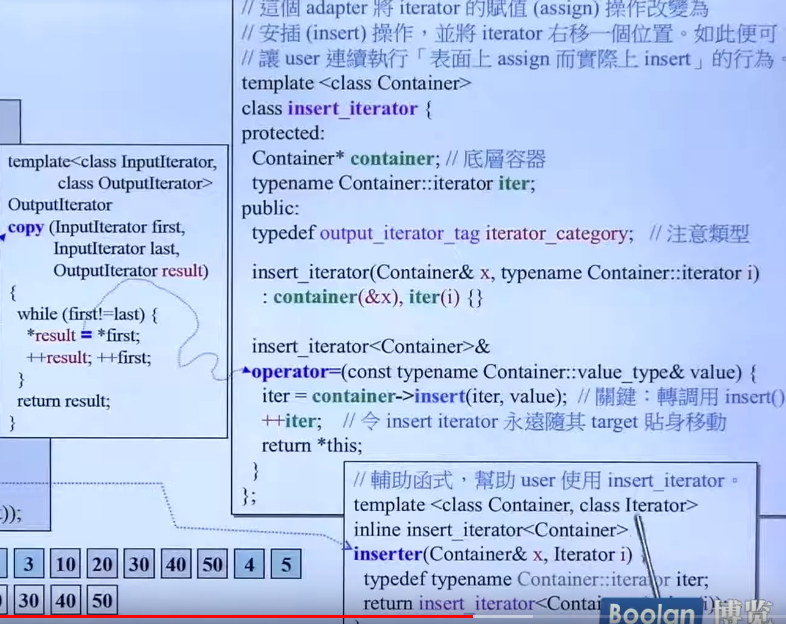 // 這個 adapter 將 iterator 的賦值 (assign) 操作改變為
// 安插 (insert) 操作，並將 iterator 右移一個位置。如此便可
// 讓 user 連續執行「表面上 assign 而實際上 insert」的行為。
template <class Container>
class insert_iterator {
protected:
Container* container; // 底層容器
typename Container::iterator iter;
public:
typedef output_iterator_tag iterator_category; // 注意類型
insert_iterator(Container& x, typename Container::iterator i)
: container(&x), iter(i) {}
insert_iterator<Container>&
operator=(const typename Container::value_type& value) {
iter = container->insert(iter, value); // 關鍵：轉調用 insert()
++iter; // 令 insert iterator 永遠隨其 target 貼身移動
return *this;
}
};
template<class InputIterator,
class OutputIterator>
OutputIterator
copy (InputIterator first,
InputIterator last,
OutputIterator result)
{
while (first!=last) {
*result = *first;
++result; ++first;
}
return result;
}
));
3 10 20 30 40 50 4 5
30 40 50
// 輔助函式，幫助 user 使用 insert_iterator。
template <class Container, class Iterator>
inline insert_iterator<Container>
inserter(Container& x, Iterator i)
typedef typename Container::iterator iter;
return insert_iterator<Contai
i));
}
Boolan 博览